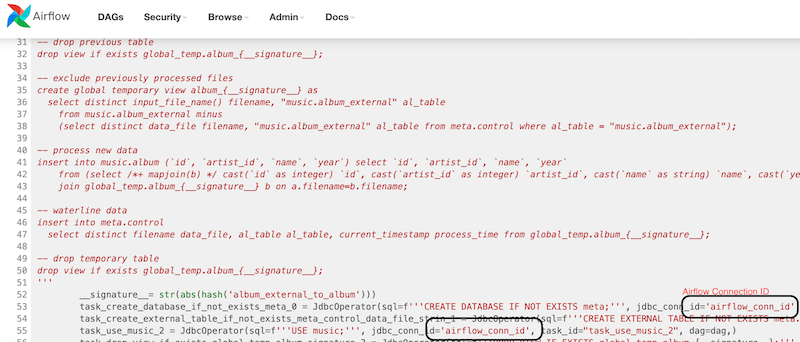 Airflow DAGs Security Browse Admin Docs
31 -- drop previous table
32 drop view if exists global_temp.album_{__signature__};
33
34 -- exclude previously processed files
35 create global temporary view album_{__signature__} as
36 select distinct input_file_name() filename, "music.album_external" al_table
37 from music.album_external minus
38 (select distinct data_file filename, "music.album_external" al_table from meta.control where al_table = "music.album_external");
39
40 -- process new data
41 insert into music.album (`id`, `artist_id`, `name`, `year`) select `id`, `artist_id`, `name`, `year`
42 from (select /*+ mapjoin(b) */ cast(`id` as integer) `id`, cast(`artist_id` as integer) `artist_id`, cast(`name` as string) `name`, cast(`ye
43 join global_temp.album_{__signature__} b on a.filename=b.filename;
44
45 -- waterline data
46 insert into meta.control
47 select distinct filename data_file, al_table al_table, current_timestamp process_time from global_temp.album_{__signature__};
48
49 -- drop temporary table
50 drop view if exists global_temp.album_{__signature__};
51 '''
Airflow Connection ID
52 __signature__= str(abs(hash('album_external_to_album')))
53 task_create_database_if_not_exists_meta_0 = JdbcOperator(sql=f'''CREATE DATABASE IF NOT EXISTS meta;''', jdbc_conn_id='airflow_conn_id'
54 task_create_external_table_if_not_exists_meta_control_data_file_strin_1 = JdbcOperator(sql=f'''CREATE EXTERNAL TABLE IF NOT EXISTS meta.
55 task_use_music_2 = JdbcOperator(sql=f'''USE music;''', jdbc_conn_id='airflow_conn_id', task_id="task_use_music_2", dag=dag,)